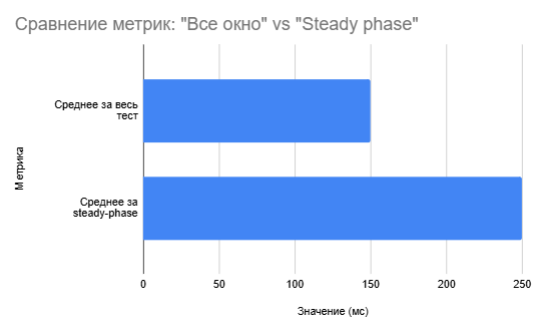 Сравнение метрик: "Все окно" vs "Steady phase"
Метрика
Среднее за весь
тест
Среднее за
steady-phase
0 50 100 150 200 250
Значение (мс)